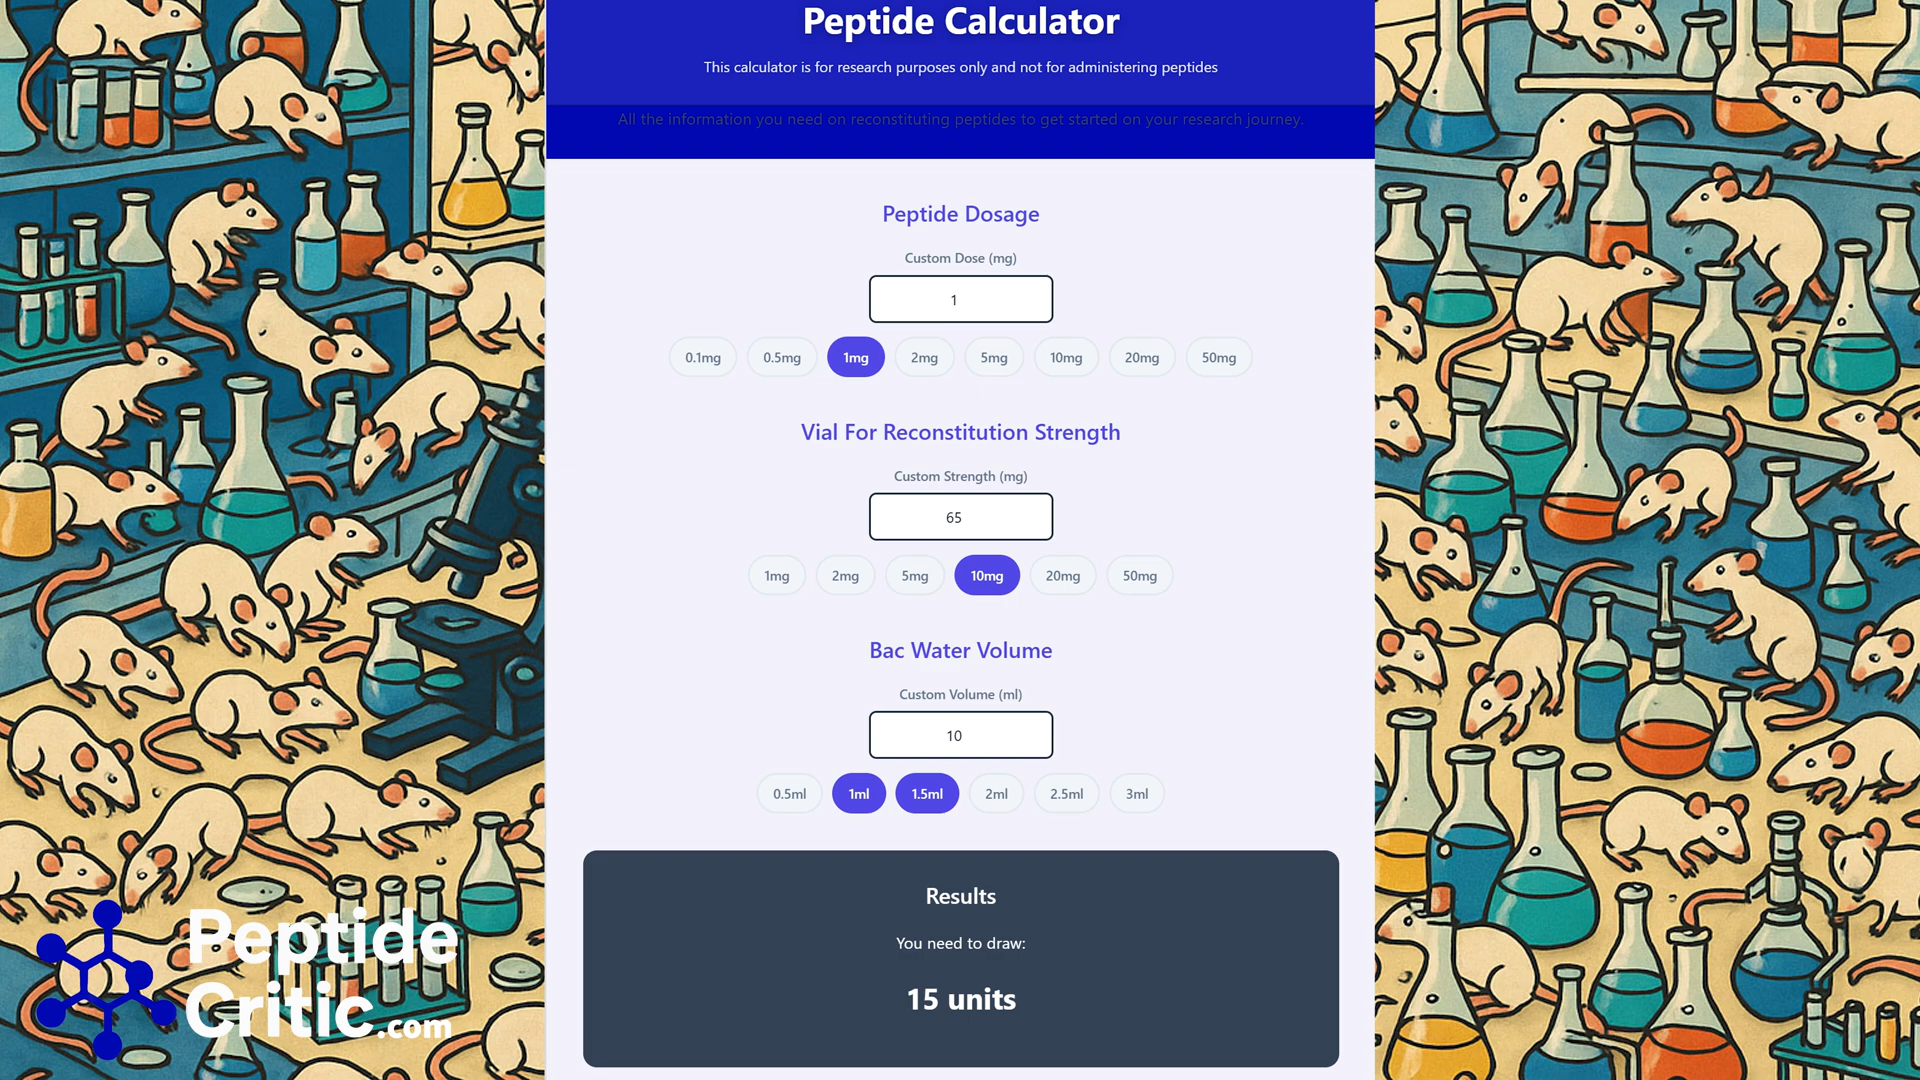 Peptide Calculator
This calculator is for research purposes only and not for administering peptides
All the information you need on reconstituting peptides to get started on your research journey.
Peptide Dosage
Custom Dose (mg)
1
0.1mg 0.5mg 1mg 2mg 5mg 10mg 20mg 50mg
Vial For Reconstitution Strength
Custom Strength (mg)
65
1mg 2mg 5mg 10mg 20mg 50mg
Bac Water Volume
Custom Volume (ml)
10
0.5ml 1ml 1.5ml 2ml 2.5ml 3ml
Results
You need to draw:
15 units
Peptide
Critic.com